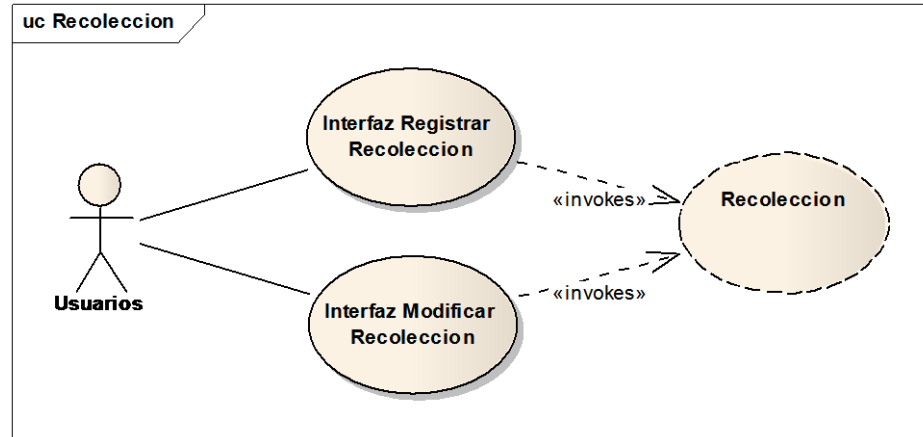 uc Recoleccion
Interfaz Registrar
Recoleccion
«invokes»
Recoleccion
Usuarios
Interfaz Modificar
Recoleccion
«invokes»